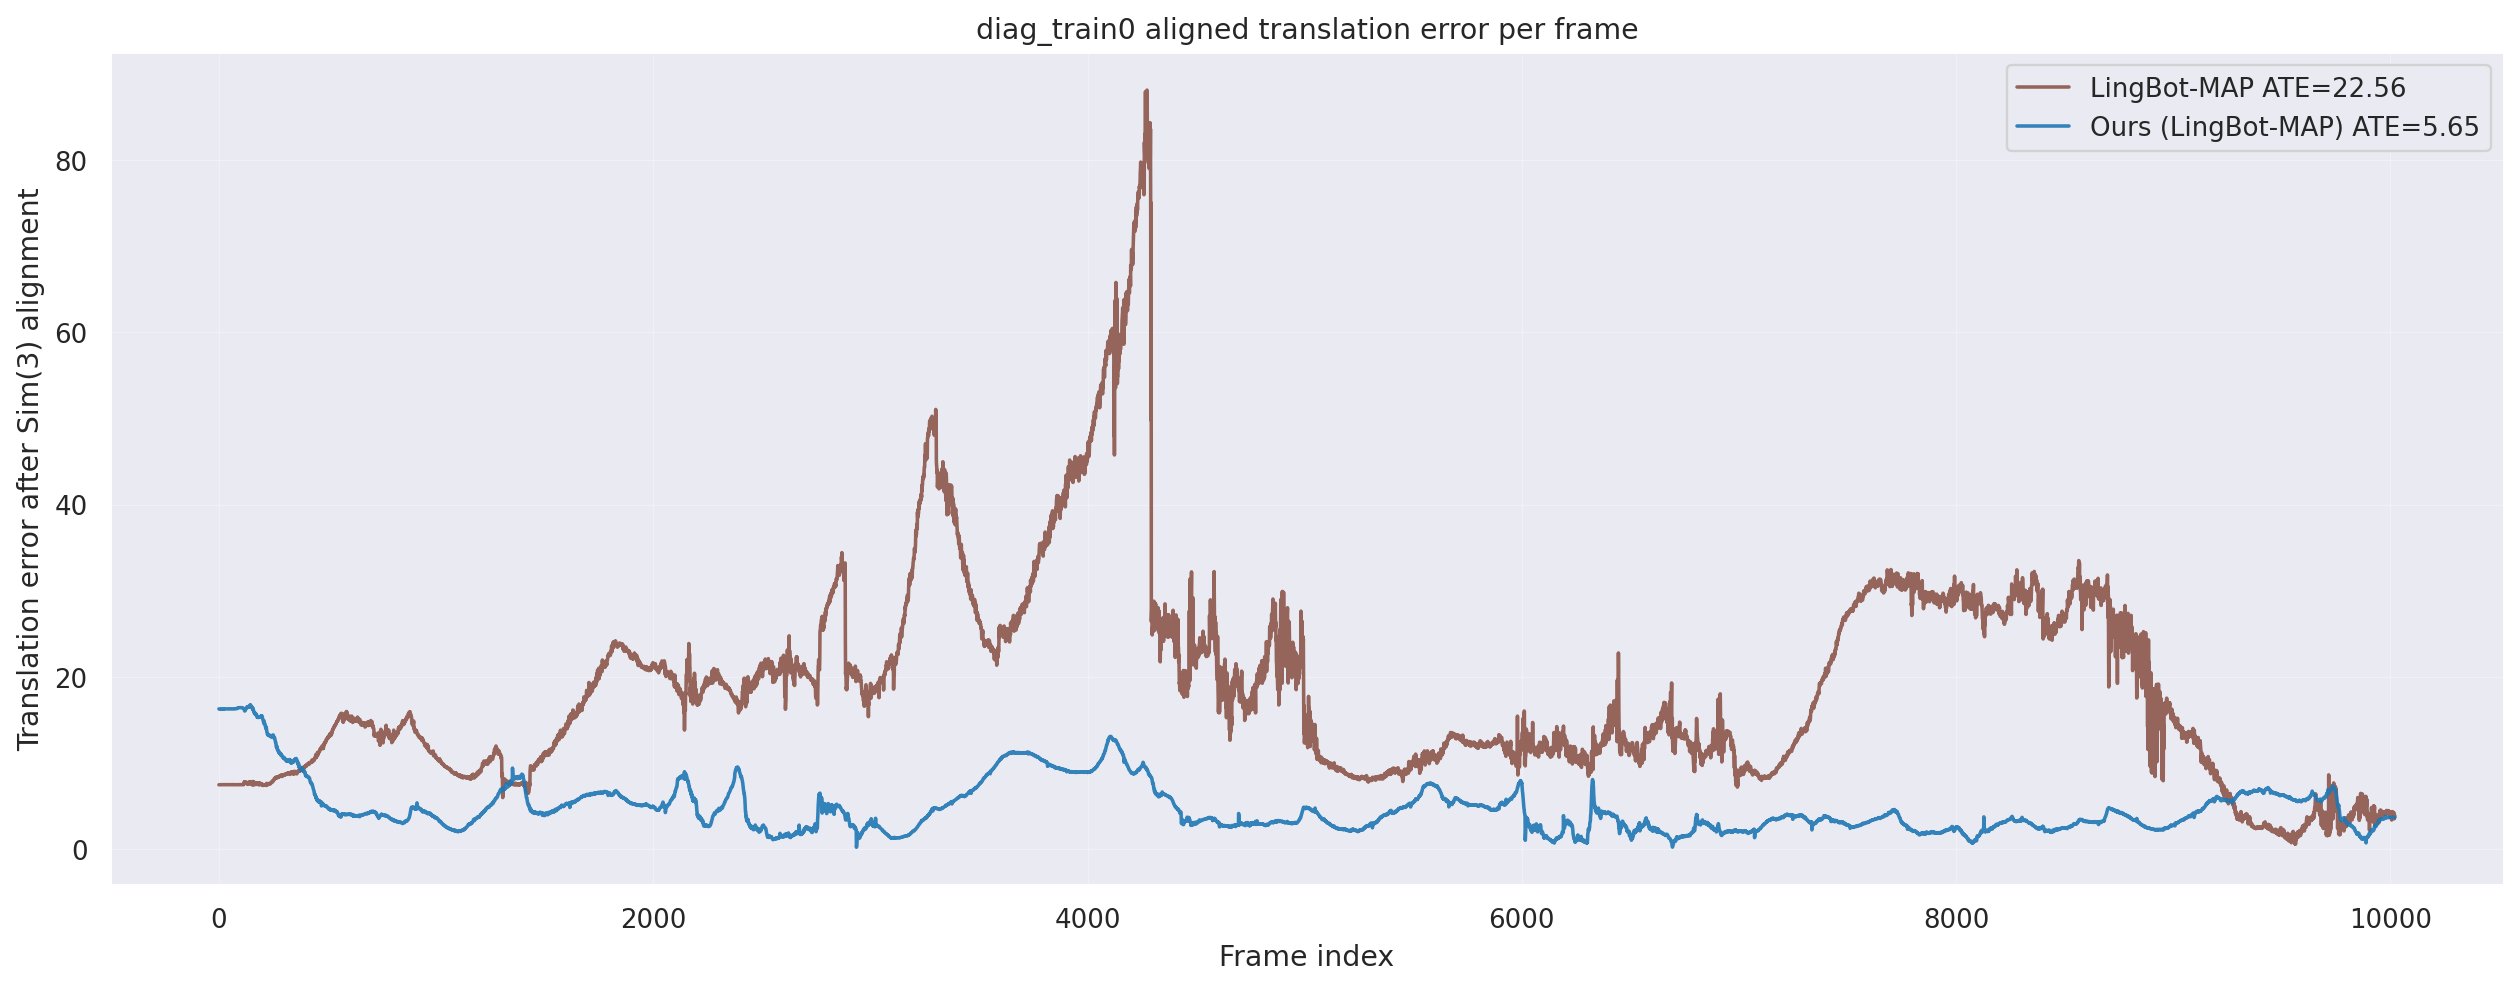 diag_train0 aligned translation error per frame
LingBot-MAP ATE=22.56
Ours (LingBot-MAP) ATE=5.65
Translation error after Sim(3) alignment
80
60
40
20
0
0 2000 4000 6000 8000 10000
Frame index